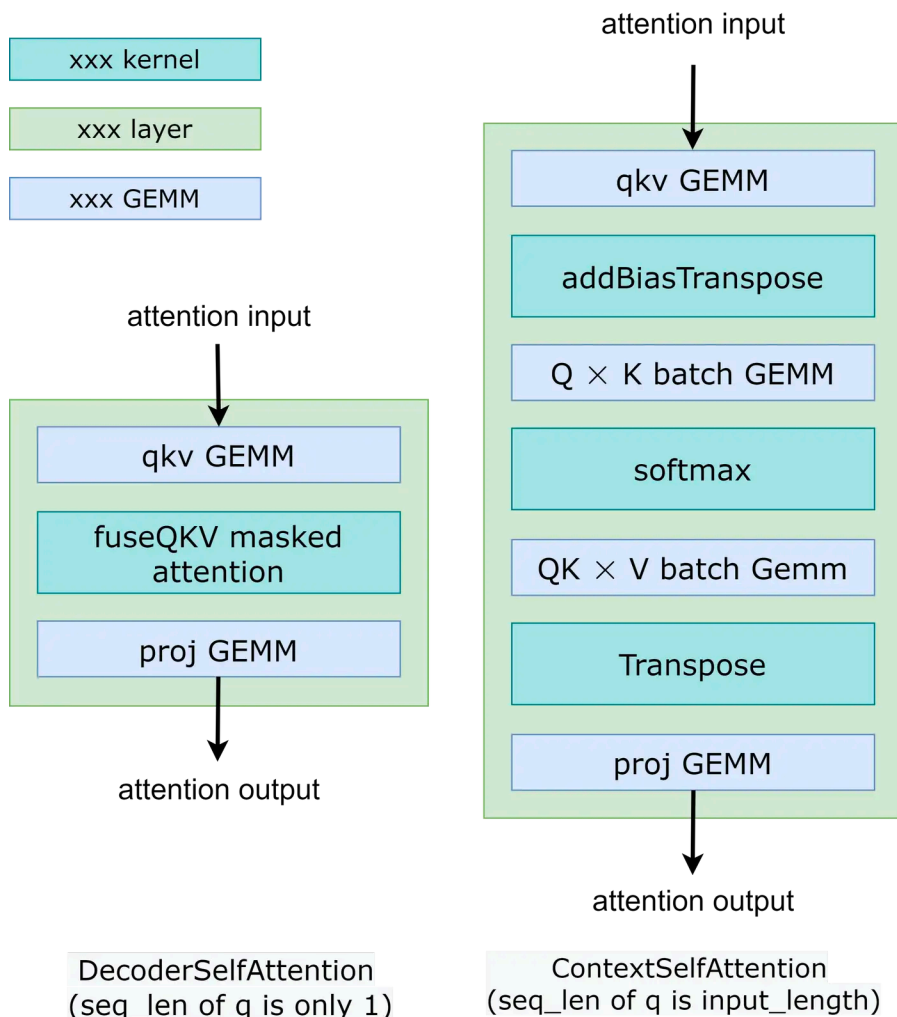 xxx kernel
xxx layer
xxx GEMM
attention input
qkv GEMM
fuseQKV masked
attention
proj GEMM
attention output
DecoderSelfAttention
(seq_len of q is only 1)
attention input
qkv GEMM
addBiasTranspose
Q × K batch GEMM
softmax
QK × V batch Gemm
Transpose
proj GEMM
attention output
ContextSelfAttention
(seq_len of q is input_length)